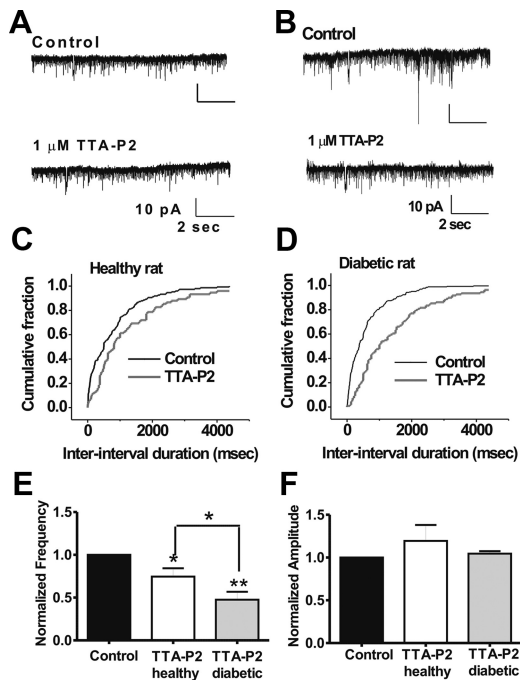 A
Control
B
Control
1 μM TTA-P2
10 pA
2 sec
1 μM TTA-P2
10 pA
2 sec
C
Healthy rat
Cumulative fraction
1.0
0.8
0.6
0.4
0.2
0.0
Control
TTA-P2
0 2000 4000
Inter-interval duration (msec)
D
Diabetic rat
Cumulative fraction
1.0
0.8
0.6
0.4
0.2
0.0
Control
TTA-P2
0 2000 4000
Inter-interval duration (msec)
E
Normalized Frequency
1.5
1.0
0.5
0.0
*
*
**
Control
TTA-P2
healthy
TTA-P2
diabetic
F
Normalized Amplitude
1.5
1.0
0.5
0.0
Control
TTA-P2
healthy
TTA-P2
diabetic